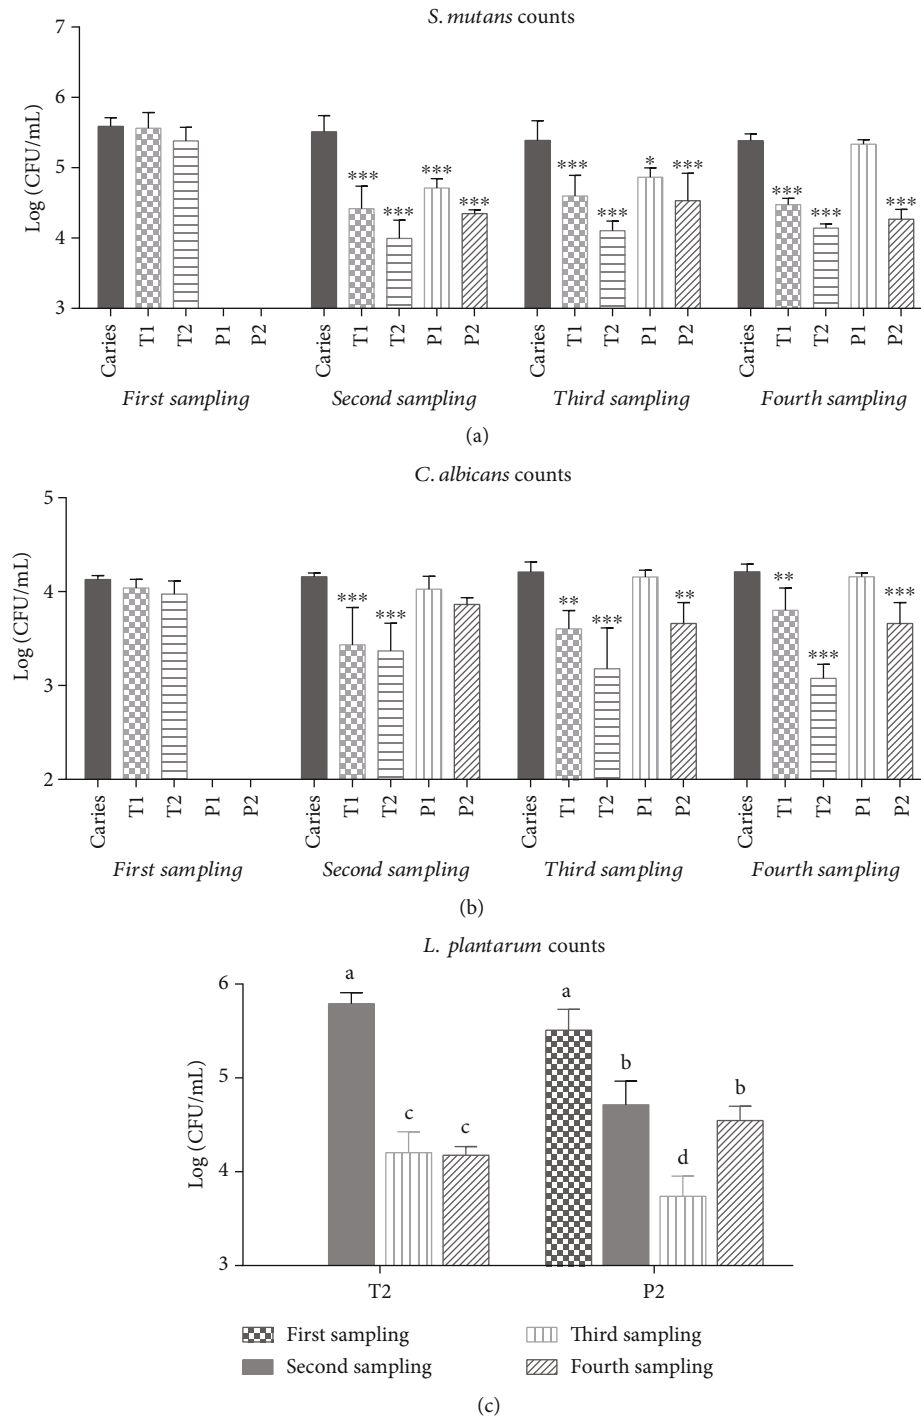 S. mutans counts
7
6
5
4
3
Log (CFU/mL)
*** *** *** ***
*** *** * ***
*** *** ***
Caries T1 T2 P1 P2 Caries T1 T2 P1 P2 Caries T1 T2 P1 P2 Caries T1 T2 P1 P2
First sampling Second sampling Third sampling Fourth sampling
(a)
C. albicans counts
5
4
3
2
Log (CFU/mL)
*** ***
** *** **
** *** ***
Caries T1 T2 P1 P2 Caries T1 T2 P1 P2 Caries T1 T2 P1 P2 Caries T1 T2 P1 P2
First sampling Second sampling Third sampling Fourth sampling
(b)
L. plantarum counts
6
5
4
3
Log (CFU/mL)
a c c a b d b
T2 P2
First sampling Third sampling
Second sampling Fourth sampling
(c)